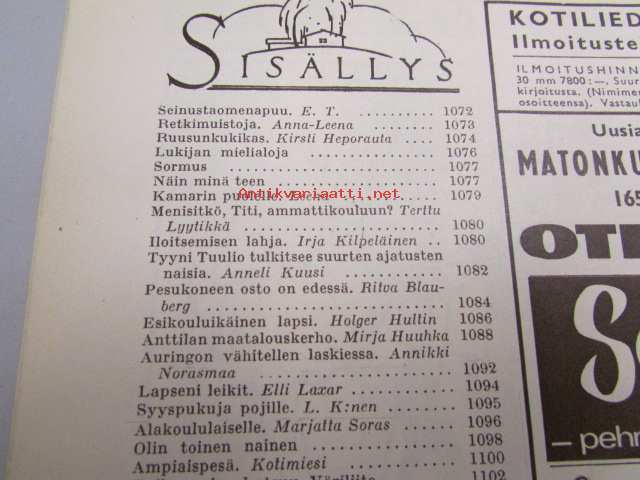 SISÄLLYS
Seinustaomenapuu. E. T. .......... 1072
Retkimuistoja. Anna-Leena ........ 1073
Ruusunkukikas. Kirsti Heporauta .... 1074
Lukijan mielialoja ............ 1076
Sormus .............. 1077
Näin minä teen .............. 1077
Kamarin puolelle. 1079
Antikvariaatti.net
Menisitkö, Titi, ammattikouluun? Terttu
Lyytikkä .................. 1080
Iloitsemisen lahja. Irja Kilpeläinen .. 1080
Tyyni Tuulio tulkitsee suurten ajatusten
naisia. Anneli Kuusi ............ 1082
Pesukoneen osto on edessä. Ritva Blau-
berg .................. 1084
Esikouluikäinen lapsi. Holger Hultin .. 1086
Anttilan maatalouskerho. Mirja Huuhka 1088
Auringon vähitellen laskiessa. Annikki
Norasmaa .................. 1092
Lapseni leikit. Elli Laxar ............ 1094
Syyspukuja pojille. L. K:nen ........ 1095
Alakoululaiselle. Marjatta Soras .... 1096
Olin toinen nainen .............. 1098
Ampiaispesä. Kotimiesi .......... 1100
1102
KOTILIED
Ilmoituste
ILMOITUSHINN
30 mm 7800:—. Suur
kirjoitusta. (Nimimer
osoitteensa). Vastaul
Uusia
MATONKU
165
OTE
S
— pehn